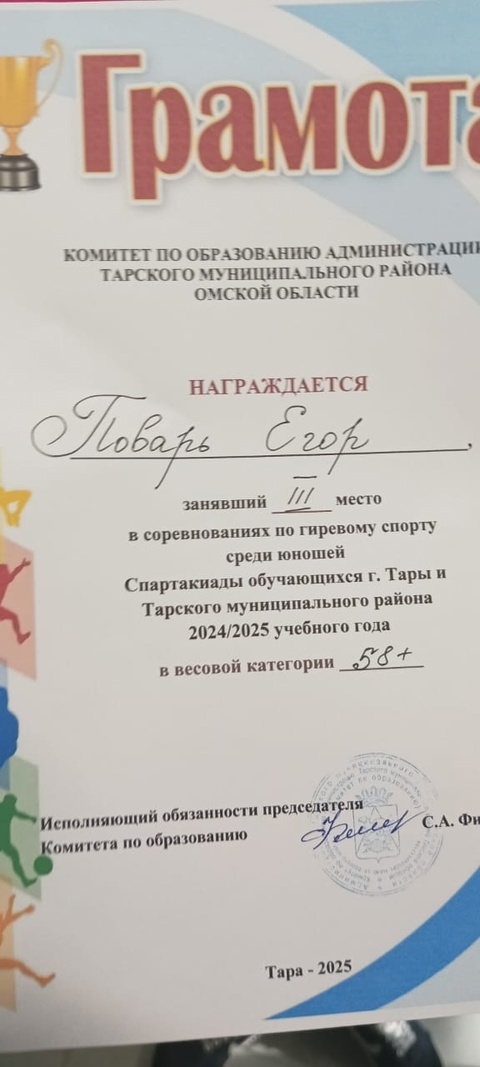 Грамота
КОМИТЕТ ПО ОБРАЗОВАНИЮ АДМИНИСТРАЦИИ
ТАРСКОГО МУНИЦИПАЛЬНОГО РАЙОНА
ОМСКОЙ ОБЛАСТИ
НАГРАЖДАЕТСЯ
Поварь Егор,
занявший III место
в соревнованиях по гиревому спорту
среди юношей
Спартакиады обучающихся г. Тары и
Тарского муниципального района
2024/2025 учебного года
в весовой категории 58+
Исполняющий обязанности председателя
Комитета по образованию С.А. Фи
Тара - 2025